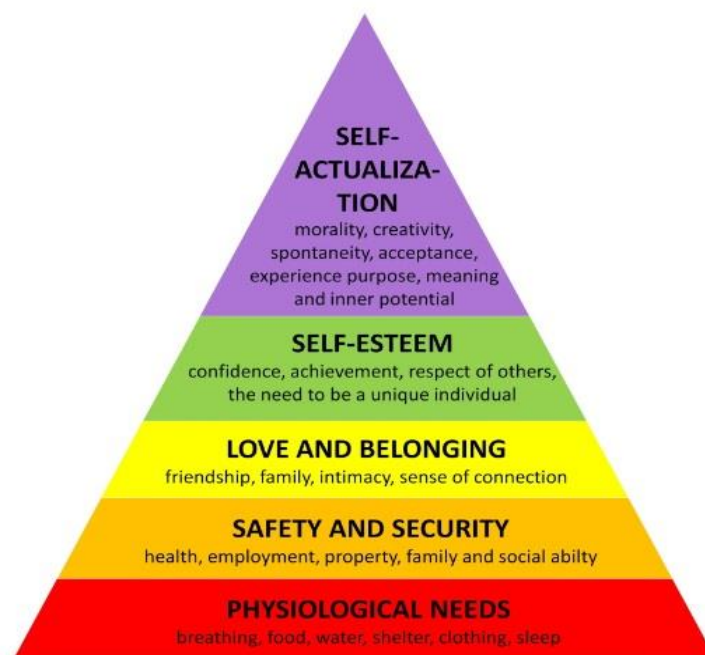 SELF-
ACTUALIZA-
TION
morality, creativity,
spontaneity, acceptance,
experience purpose, meaning
and inner potential
SELF-ESTEEM
confidence, achievement, respect of others,
the need to be a unique individual
LOVE AND BELONGING
friendship, family, intimacy, sense of connection
SAFETY AND SECURITY
health, employment, property, family and social abilty
PHYSIOLOGICAL NEEDS
breathing, food, water, shelter, clothing, sleep